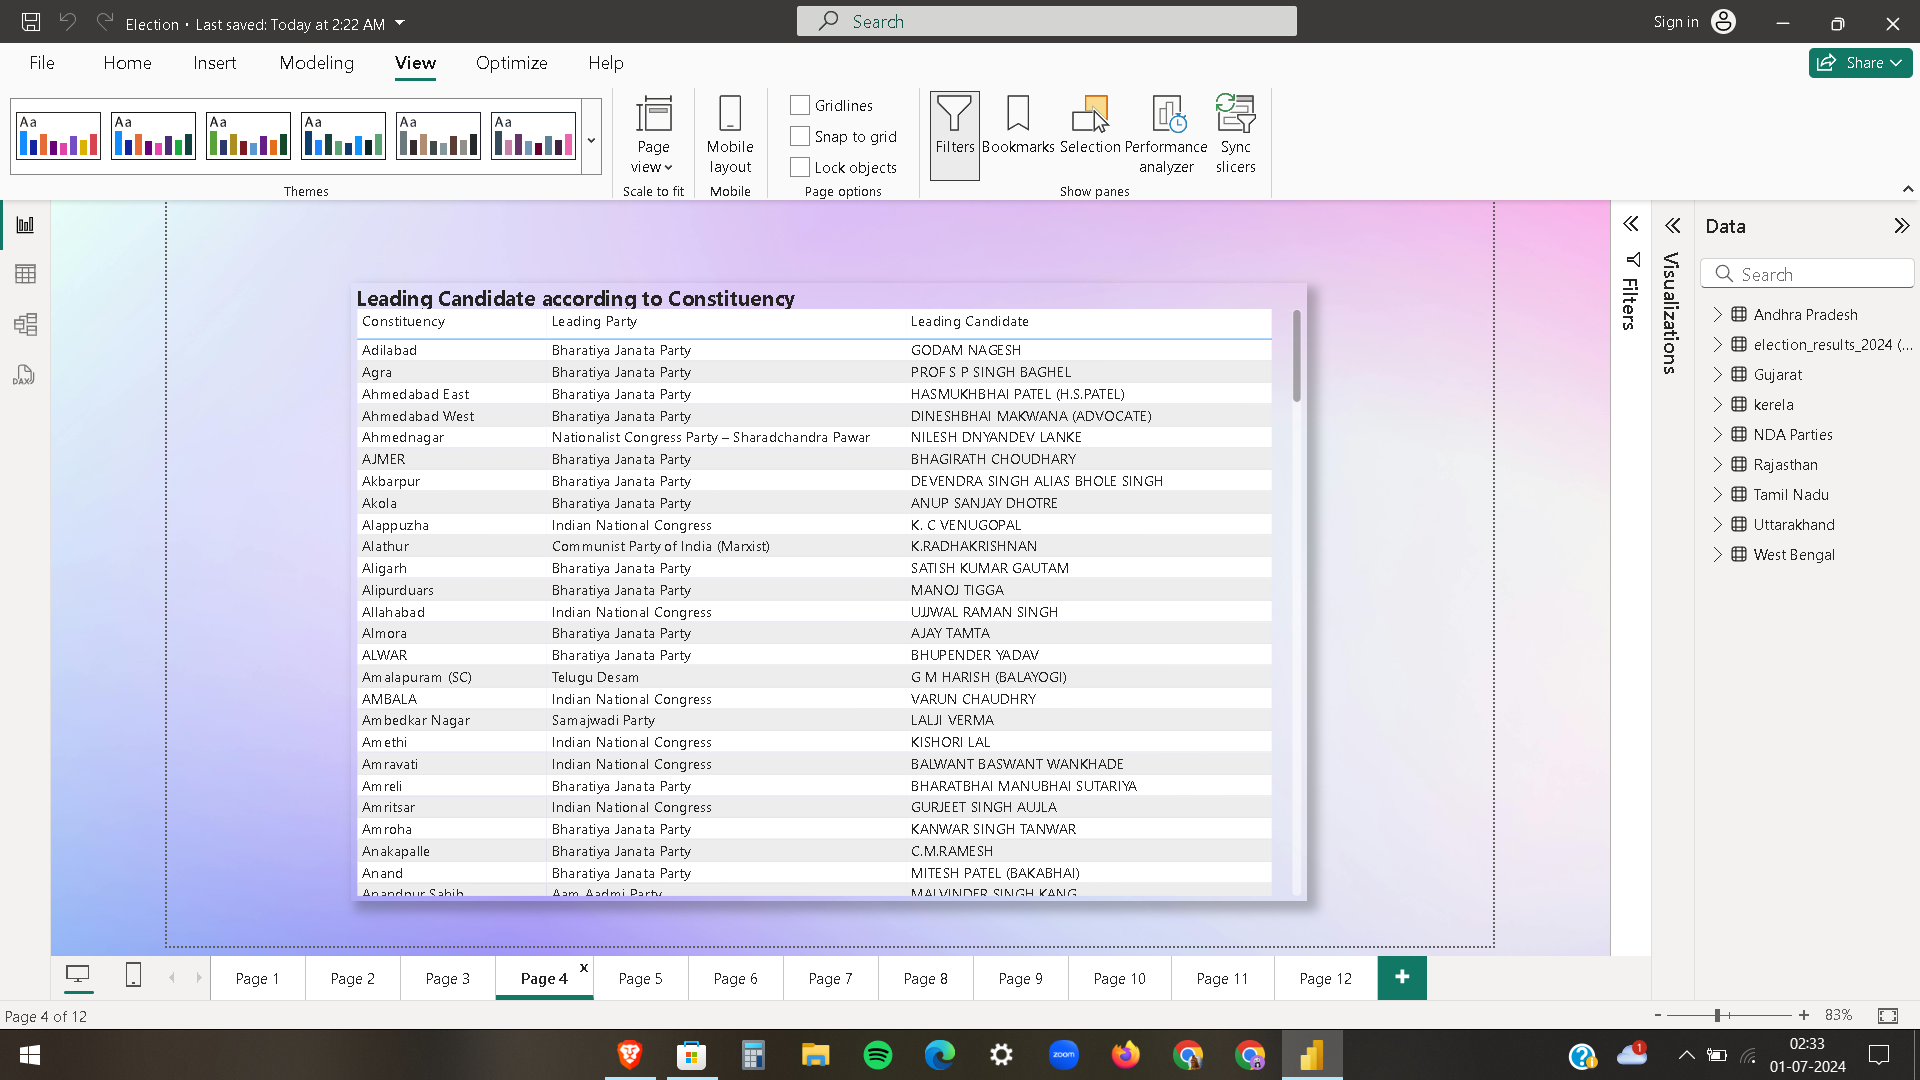 Election • Last saved: Today at 2:22 AM
Search
Sign in
File Home Insert Modeling View Optimize Help
Share
Aa Aa Aa Aa Aa Aa
Themes
Page view
Scale to fit
Mobile layout
Mobile
Gridlines
Snap to grid
Lock objects
Page options
Filters
Bookmarks
Selection
Performance analyzer
Sync slicers
Show panes
Leading Candidate according to Constituency
Constituency Leading Party Leading Candidate
Adilabad Bharatiya Janata Party GODAM NAGESH
Agra Bharatiya Janata Party PROF S P SINGH BAGHEL
Ahmedabad East Bharatiya Janata Party HASMUKHBHAI PATEL (H.S.PATEL)
Ahmedabad West Bharatiya Janata Party DINESHBHAI MAKWANA (ADVOCATE)
Ahmednagar Nationalist Congress Party – Sharadchandra Pawar NILESH DNYANDEV LANKE
AJMER Bharatiya Janata Party BHAGIRATH CHOUDHARY
Akbarpur Bharatiya Janata Party DEVENDRA SINGH ALIAS BHOLE SINGH
Akola Bharatiya Janata Party ANUP SANJAY DHOTRE
Alappuzha Indian National Congress K. C VENUGOPAL
Alathur Communist Party of India (Marxist) K.RADHAKRISHNAN
Aligarh Bharatiya Janata Party SATISH KUMAR GAUTAM
Alipurduars Bharatiya Janata Party MANOJ TIGGA
Allahabad Indian National Congress UJJWAL RAMAN SINGH
Almora Bharatiya Janata Party AJAY TAMTA
ALWAR Bharatiya Janata Party BHUPENDER YADAV
Amalapuram (SC) Telugu Desam G M HARISH (BALAYOGI)
AMBALA Indian National Congress VARUN CHAUDHRY
Ambedkar Nagar Samajwadi Party LALJI VERMA
Amethi Indian National Congress KISHORI LAL
Amravati Indian National Congress BALWANT BASWANT WANKHADE
Amreli Bharatiya Janata Party BHARATBHAI MANUBHAI SUTARIYA
Amritsar Indian National Congress GURJEET SINGH AUJLA
Amroha Bharatiya Janata Party KANWAR SINGH TANWAR
Anakapalle Bharatiya Janata Party C.M.RAMESH
Anand Bharatiya Janata Party MITESH PATEL (BAKABHAI)
Anandpur Sahib Aam Aadmi Party MALVINDER SINGH KANG
Filters
Visualizations
Data
Search
Andhra Pradesh
election_results_2024 (...
Gujarat
kerela
NDA Parties
Rajasthan
Tamil Nadu
Uttarakhand
West Bengal
DAX
Page 1 Page 2 Page 3 Page 4 x Page 5 Page 6 Page 7 Page 8 Page 9 Page 10 Page 11 Page 12 +
Page 4 of 12
- + 83%
zoom
1
02:33
01-07-2024